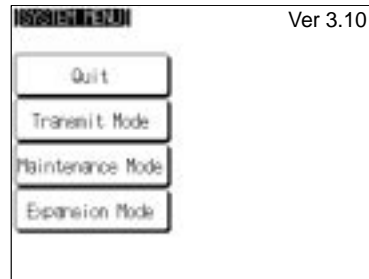 [SYSTEM MENU]
Ver 3.10
Quit
Transmit Mode
Maintenance Mode
Expansion Mode